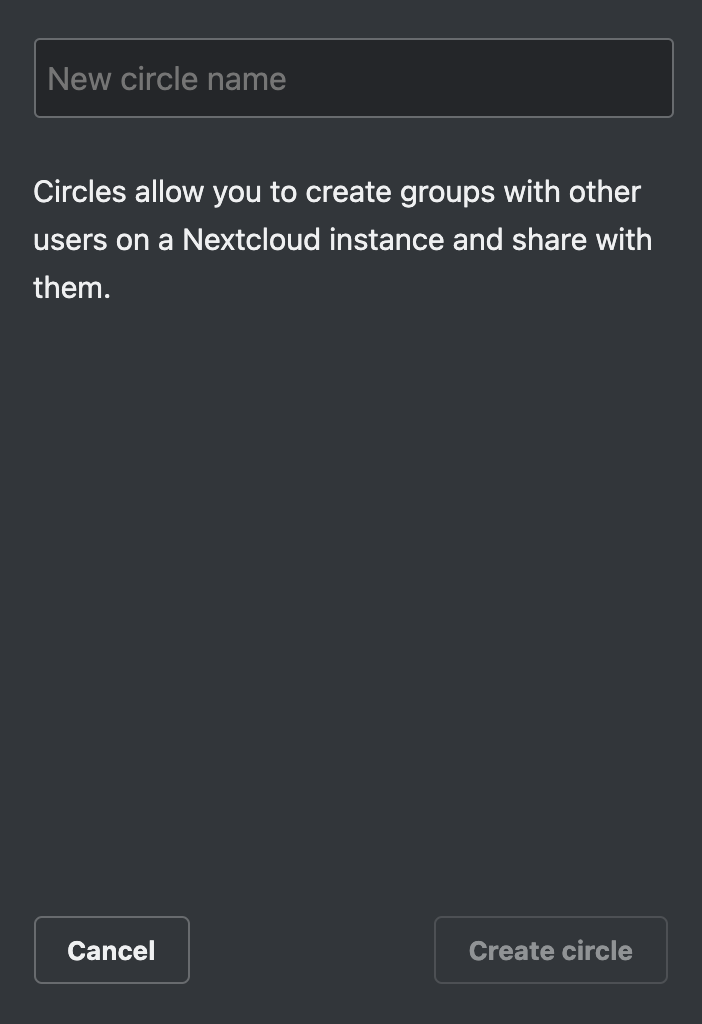 New circle name
Circles allow you to create groups with other
users on a Nextcloud instance and share with
them.
Cancel
Create circle